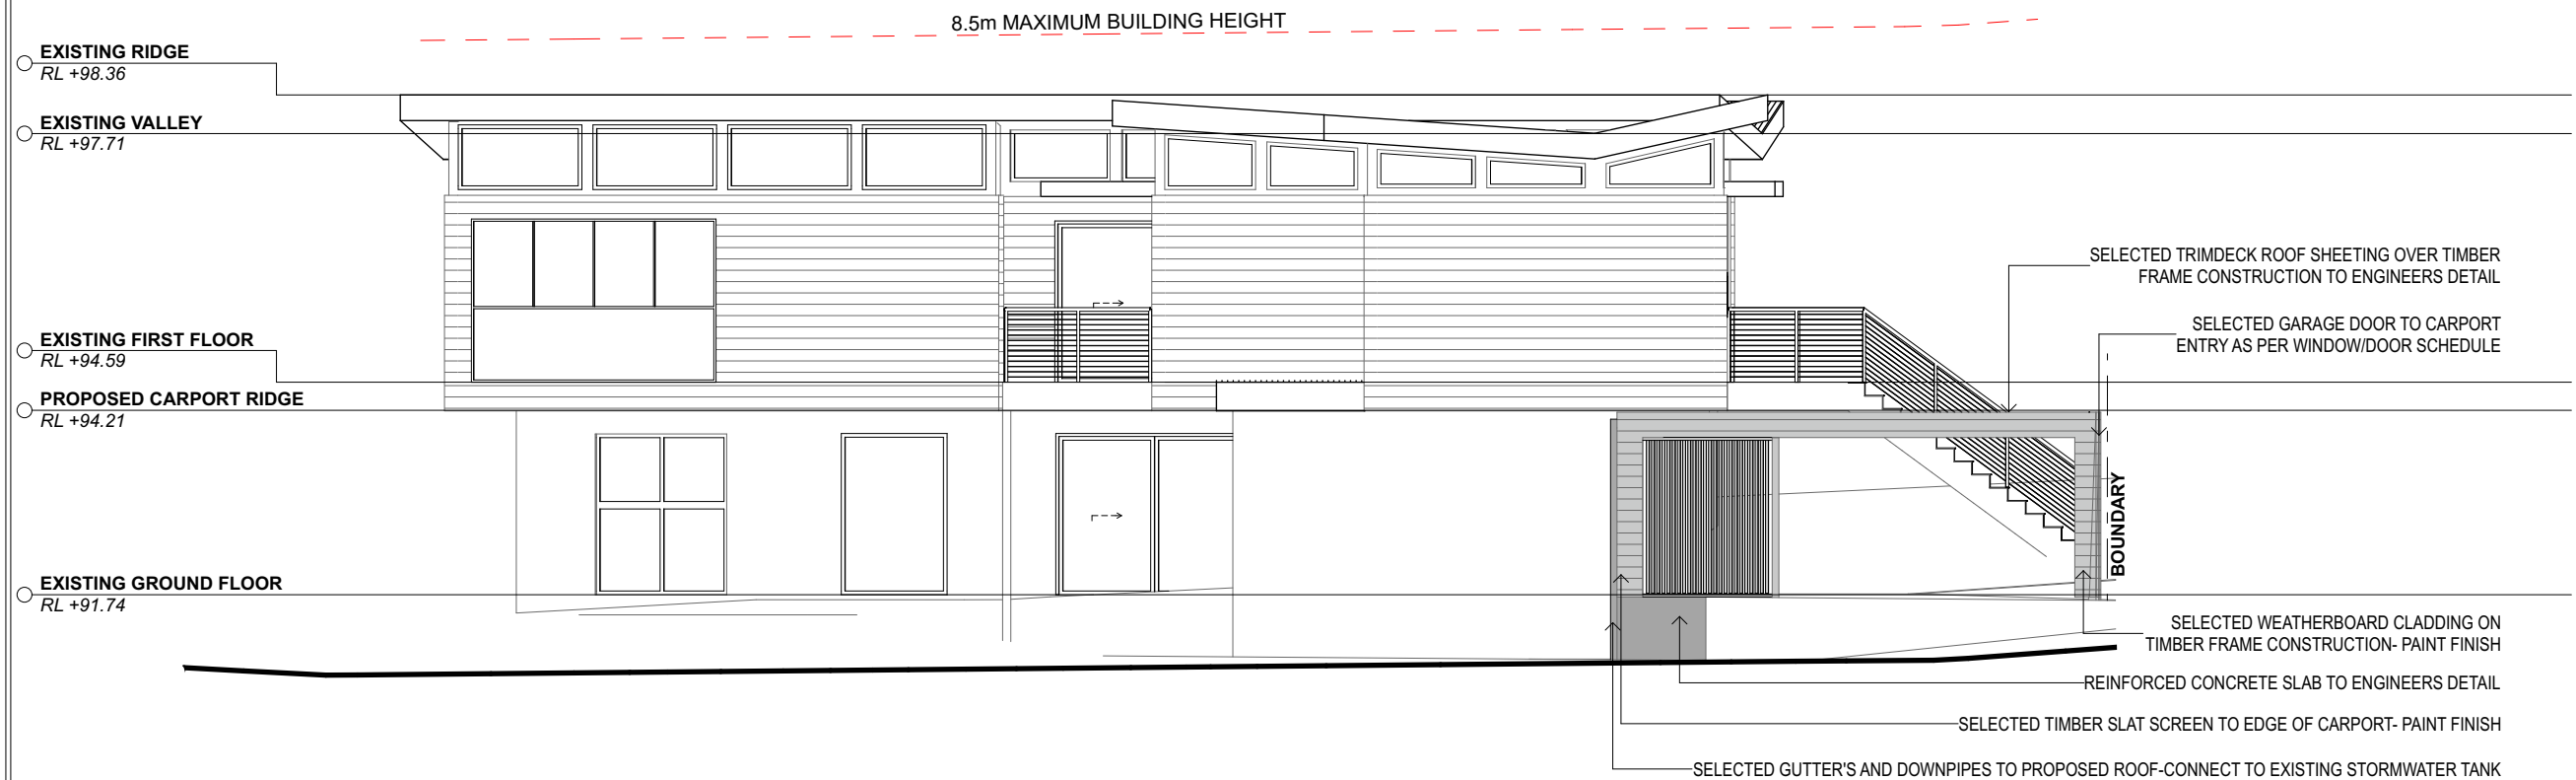 8.5m MAXIMUM BUILDING HEIGHT
EXISTING RIDGE
RL +98.36
EXISTING VALLEY
RL +97.71
EXISTING FIRST FLOOR
RL +94.59
PROPOSED CARPORT RIDGE
RL +94.21
EXISTING GROUND FLOOR
RL +91.74
SELECTED TRIMDECK ROOF SHEETING OVER TIMBER
FRAME CONSTRUCTION TO ENGINEERS DETAIL
SELECTED GARAGE DOOR TO CARPORT
ENTRY AS PER WINDOW/DOOR SCHEDULE
BOUNDARY
SELECTED WEATHERBOARD CLADDING ON
TIMBER FRAME CONSTRUCTION- PAINT FINISH
REINFORCED CONCRETE SLAB TO ENGINEERS DETAIL
SELECTED TIMBER SLAT SCREEN TO EDGE OF CARPORT- PAINT FINISH
SELECTED GUTTER'S AND DOWNPIPES TO PROPOSED ROOF-CONNECT TO EXISTING STORMWATER TANK